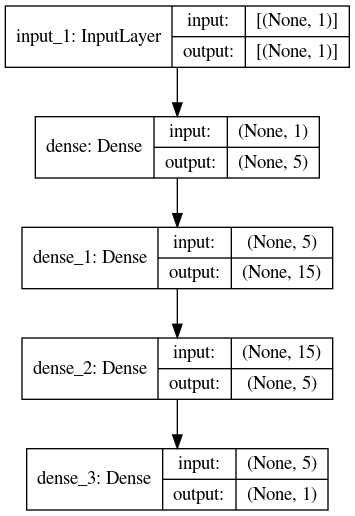 input_1: InputLayer
input: [(None, 1)]
output: [(None, 1)]
dense: Dense
input: (None, 1)
output: (None, 5)
dense_1: Dense
input: (None, 5)
output: (None, 15)
dense_2: Dense
input: (None, 15)
output: (None, 5)
dense_3: Dense
input: (None, 5)
output: (None, 1)